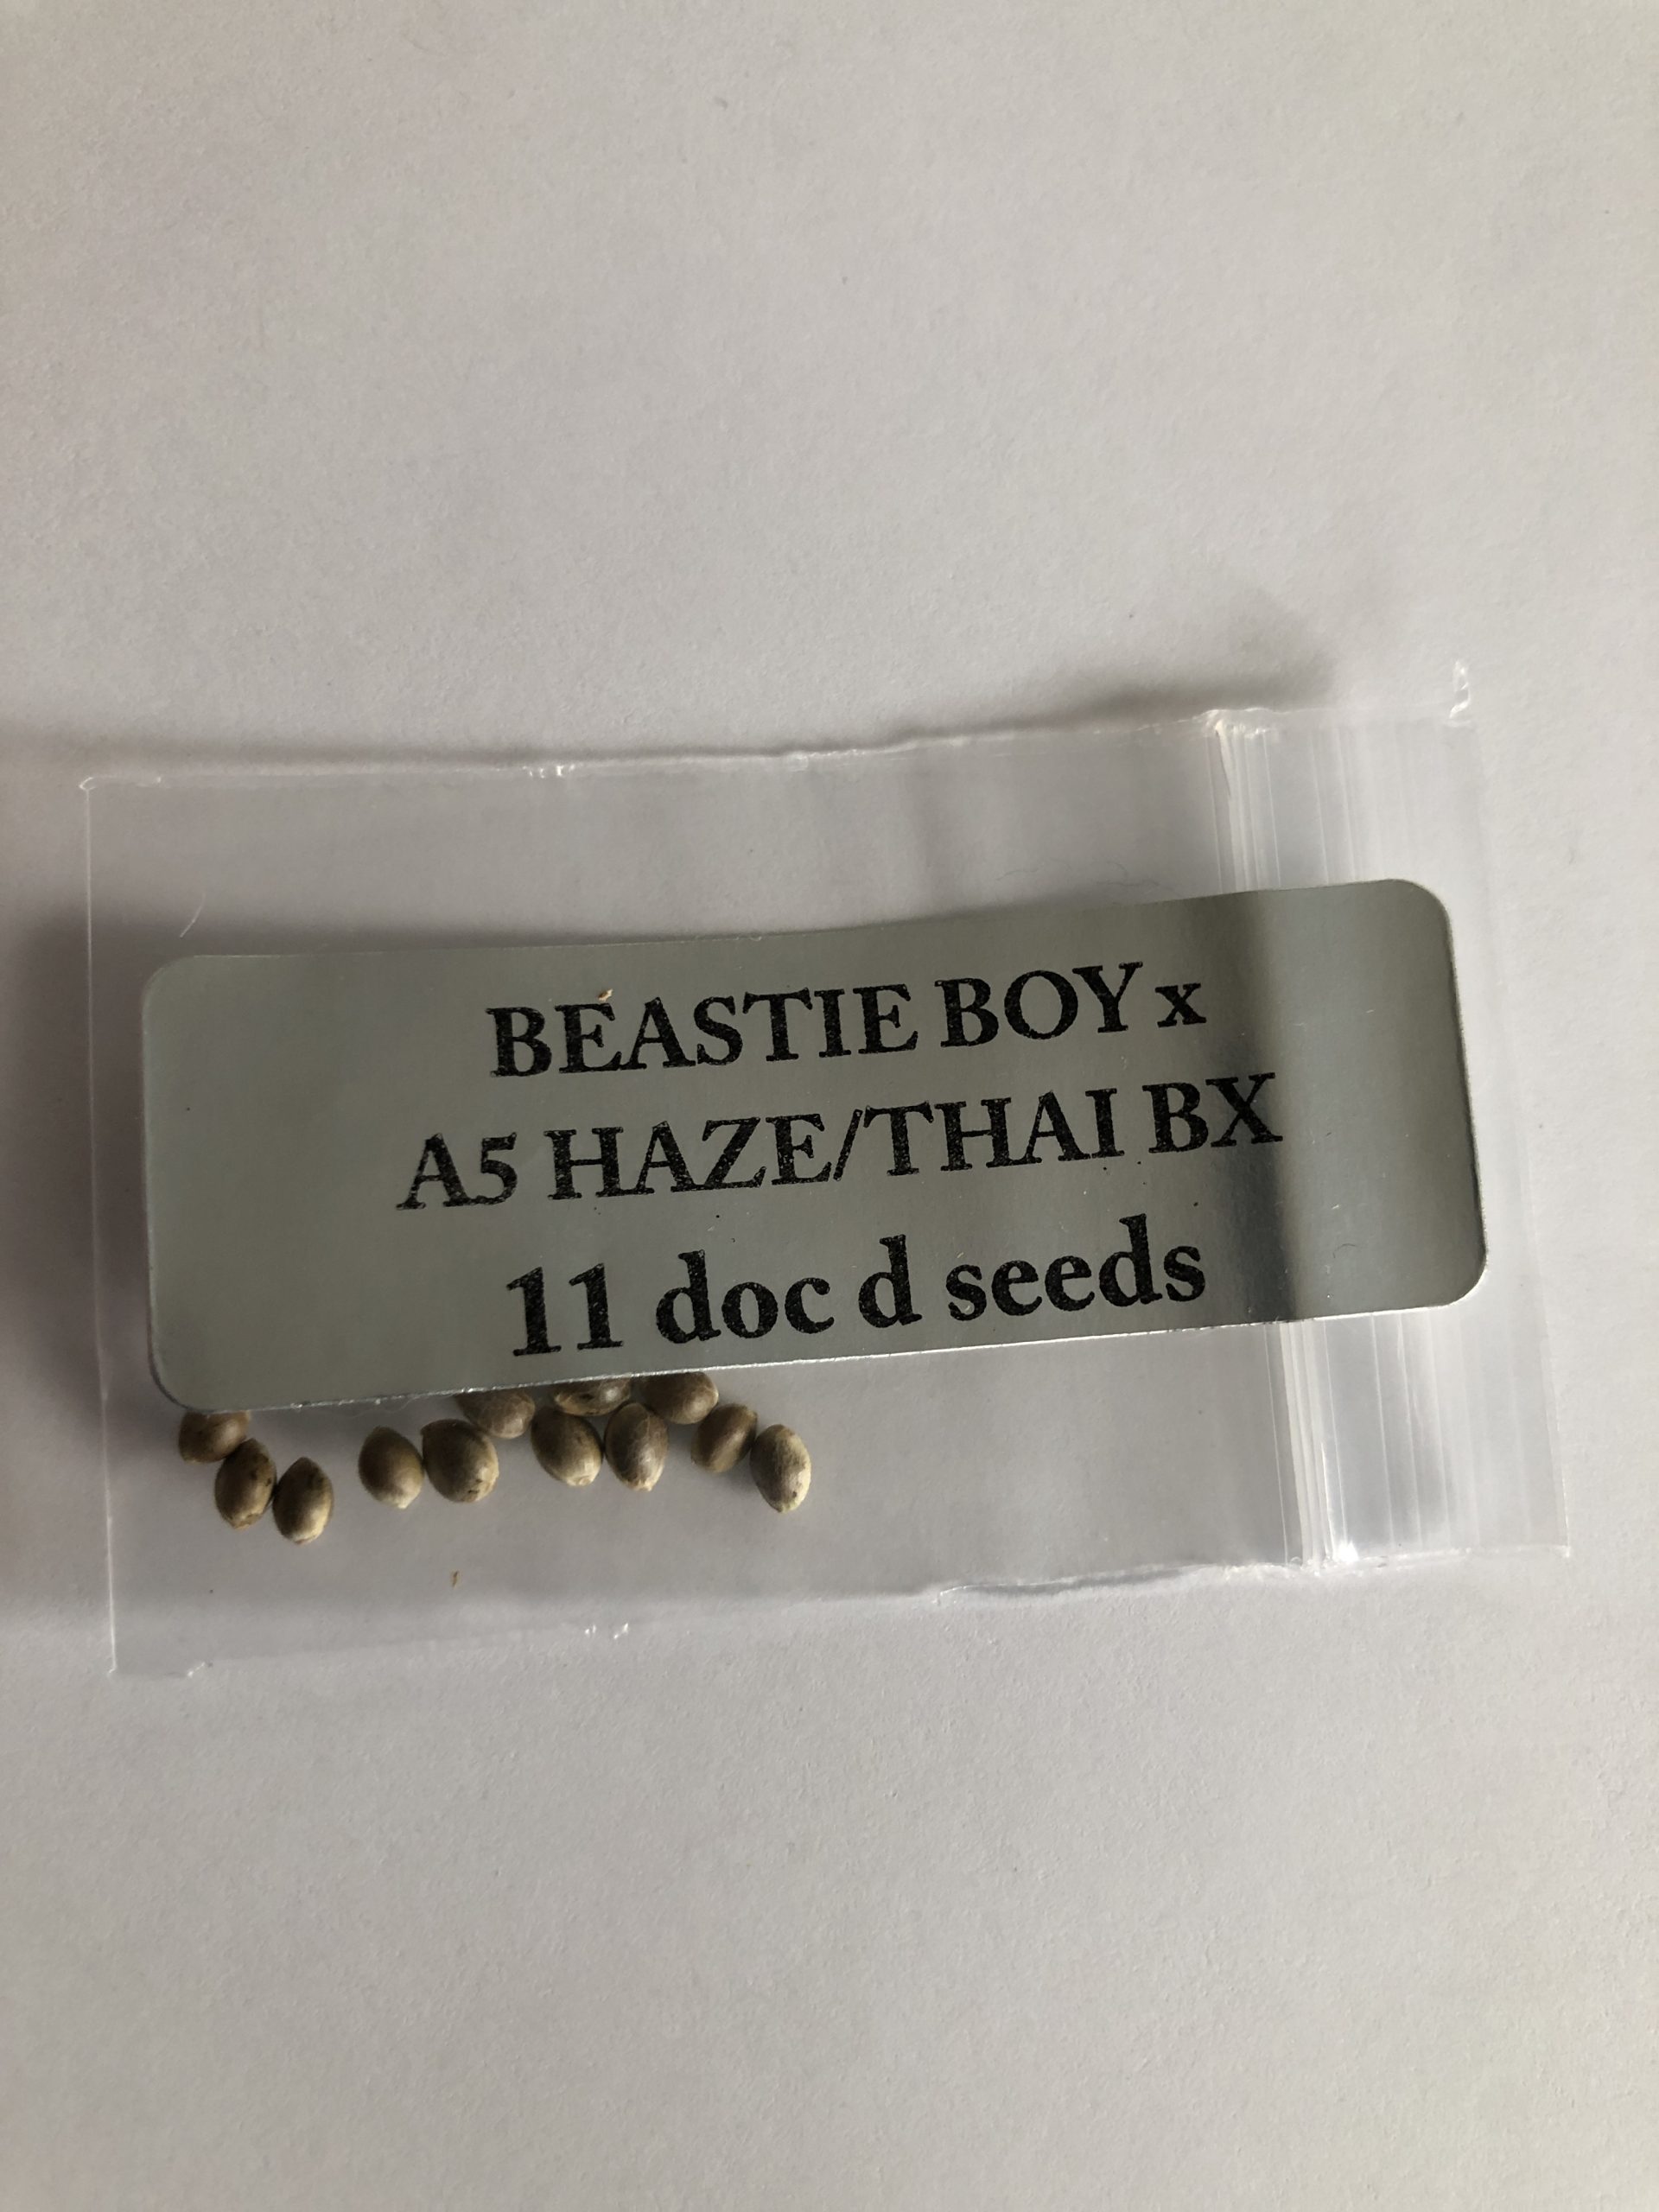 BEASTIE BOY x
A5 HAZE/THAI BX
11 doc d seeds